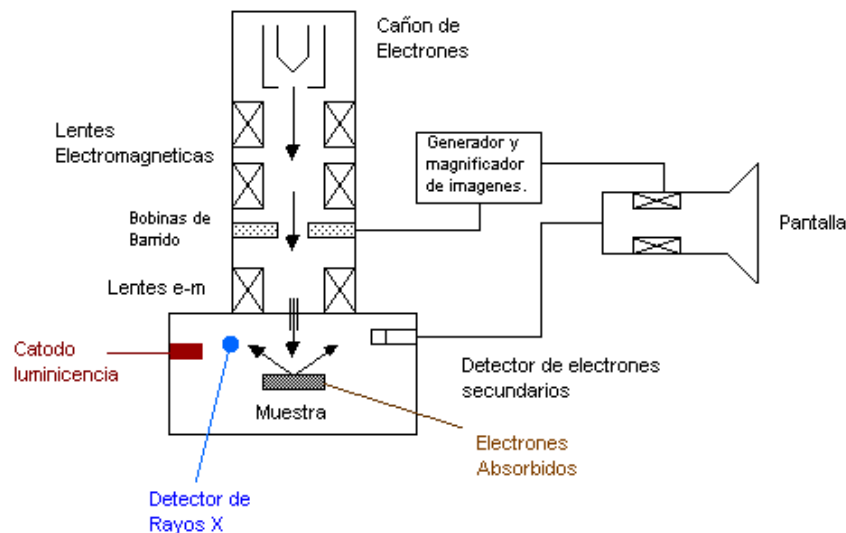 Cañon de
Electrones
Lentes
Electromagneticas
Generador y
magnificador
de imagenes.
Bobinas de
Barrido
Pantalla
Lentes e-m
Catodo
luminicencia
Detector de electrones
secundarios
Muestra
Electrones
Absorbidos
Detector de
Rayos X